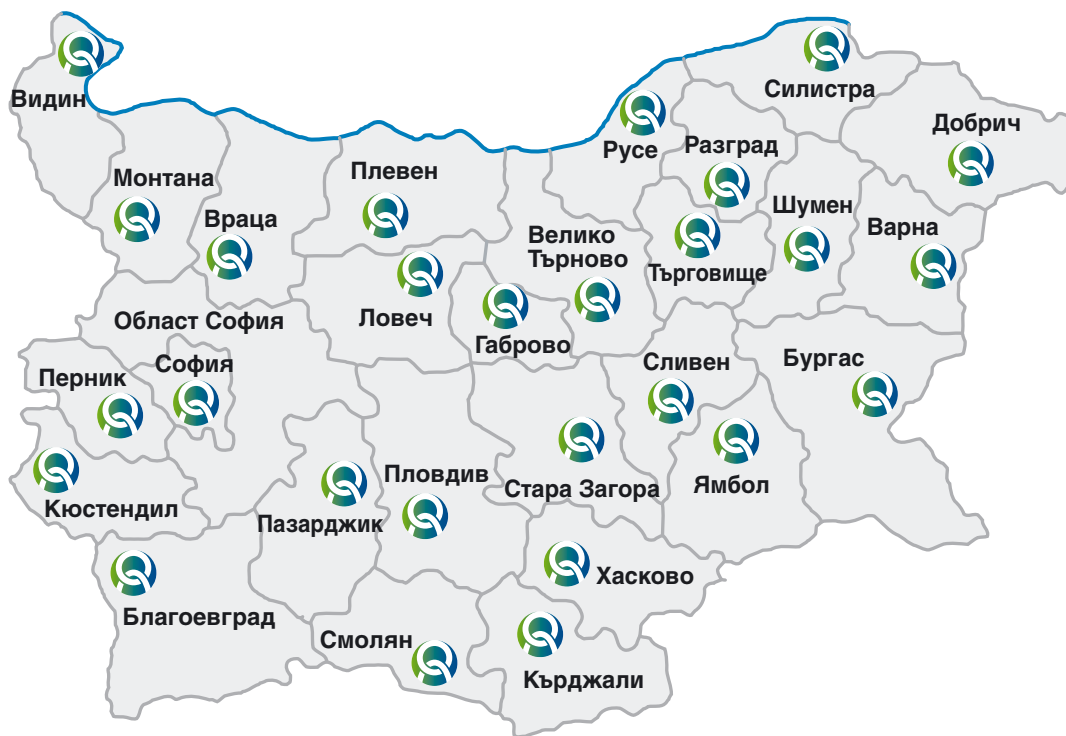 Видин
Силистра
Добрич
Русе
Разград
Монтана
Плевен
Враца
Шумен
Варна
Велико
Търново
Търговище
Област София
Ловеч
Габрово
София
Перник
Сливен
Бургас
Пловдив
Стара Загора
Ямбол
Кюстендил
Пазарджик
Хасково
Благоевград
Смолян
Кърджали